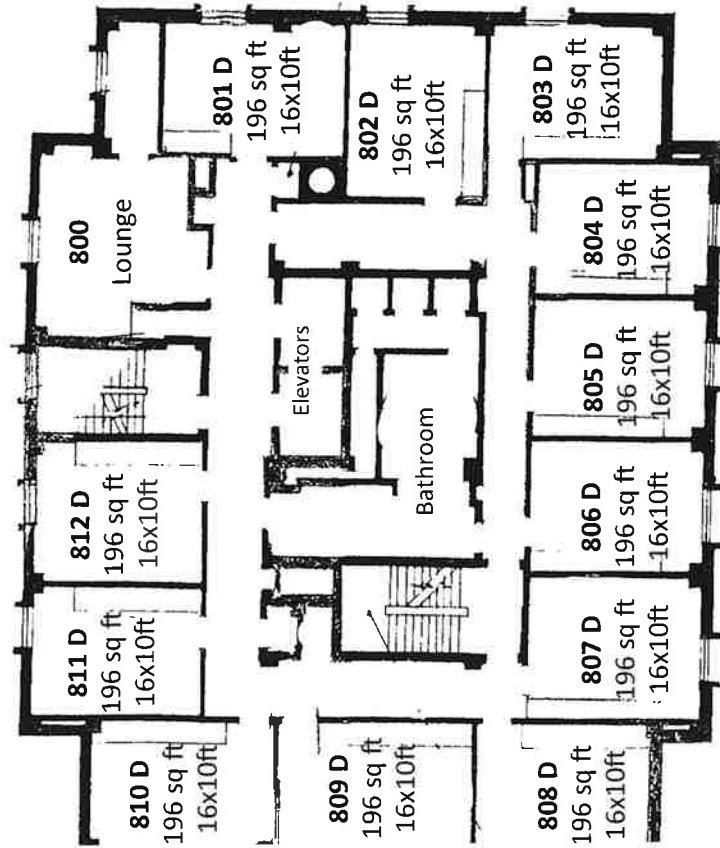 801 D
196 sq ft
16x10ft
802 D
196 sq ft
16x10ft
803 D
196 sq ft
16x10ft
800
Lounge
804 D
196 sq ft
16x10ft
Elevators
805 D
196 sq ft
16x10ft
Bathroom
812 D
196 sq ft
16x10ft
806 D
196 sq ft
16x10ft
811 D
196 sq ft
16x10ft
807 D
196 sq ft
16x10ft
810 D
196 sq ft
16x10ft
809 D
196 sq ft
16x10ft
808 D
196 sq ft
16x10ft